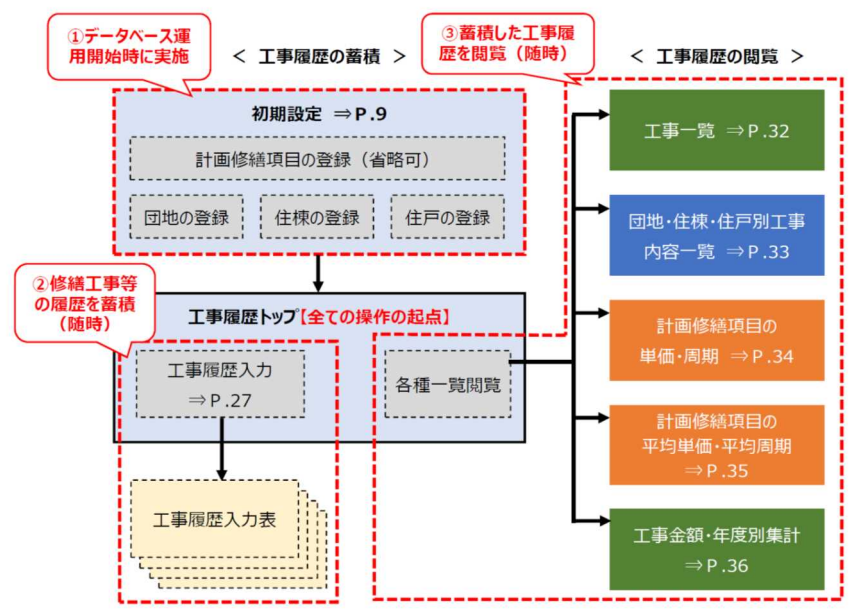 ①データベース運
用開始時に実施
< 工事履歴の蓄積 >
③蓄積した工事履
歴を閲覧(随時)
< 工事履歴の閲覧 >
初期設定 ⇒P.9
計画修繕項目の登録(省略可)
団地の登録
住棟の登録
住戸の登録
②修繕工事等
の履歴を蓄積
(随時)
工事履歴トップ【全ての操作の起点】
工事履歴入力
⇒P.27
各種一覧閲覧
工事履歴入力表
工事一覧 ⇒P.32
団地・住棟・住戸別工事
内容一覧 ⇒P.33
計画修繕項目の
単価・周期 ⇒P.34
計画修繕項目の
平均単価・平均周期
⇒P.35
工事金額・年度別集計
⇒P.36